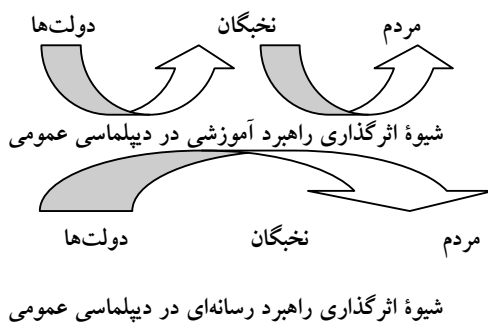 مردم نخبگان دولت‌ها
شیوهٔ اثرگذاری راهبرد آموزشی در دیپلماسی عمومی
مردم نخبگان دولت‌ها
شیوهٔ اثرگذاری راهبرد رسانه‌ای در دیپلماسی عمومی